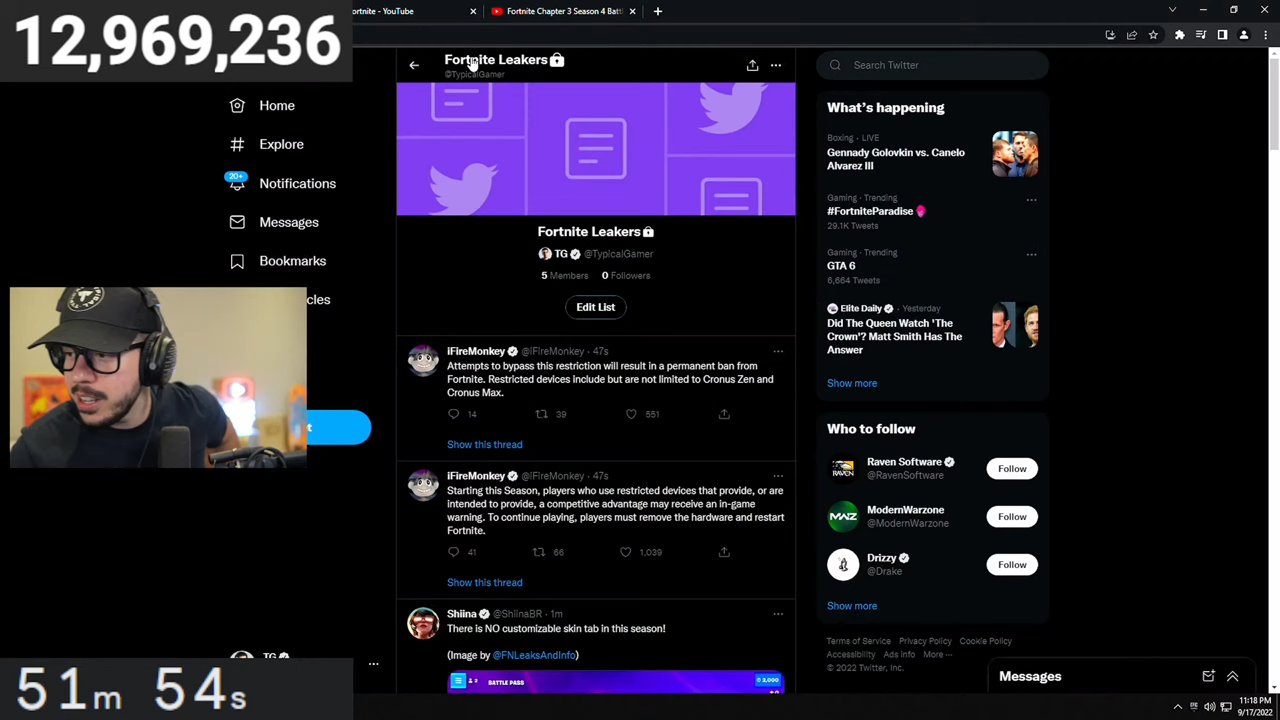 12,969,236
ortnite - YouTube
Fortnite Chapter 3 Season 4 Battl
Fortnite Leakers
@TypicalGamer
Search Twitter
Home
Explore
20+
Notifications
Messages
Bookmarks
cles
t
Fortnite Leakers
TG @TypicalGamer
5 Members 0 Followers
Edit List
iFireMonkey @iFireMonkey · 47s
Attempts to bypass this restriction will result in a permanent ban from
Fortnite. Restricted devices include but are not limited to Cronus Zen and
Cronus Max.
14 39 551
Show this thread
iFireMonkey @iFireMonkey · 47s
Starting this Season, players who use restricted devices that provide, or are
intended to provide, a competitive advantage may receive an in-game
warning. To continue playing, players must remove the hardware and restart
Fortnite.
41 66 1,039
Show this thread
Shiina @ShiinaBR · 1m
There is NO customizable skin tab in this season!
(Image by @FNLeaksAndInfo)
3 BATTLE PASS 2,000
What's happening
Boxing · LIVE
Gennady Golovkin vs. Canelo
Alvarez III
Gaming · Trending
#FortniteParadise
29.1K Tweets
Gaming · Trending
GTA 6
6,664 Tweets
Elite Daily · Yesterday
Did The Queen Watch 'The
Crown'? Matt Smith Has The
Answer
Show more
Who to follow
Raven Software
@RavenSoftware
Follow
ModernWarzone
@ModernWarzone
Follow
Drizzy
@Drake
Follow
Show more
Terms of Service Privacy Policy Cookie Policy
Accessibility Ads info More ···
© 2022 Twitter, Inc.
Messages
TG
51m 54s
11:18 PM
9/17/2022